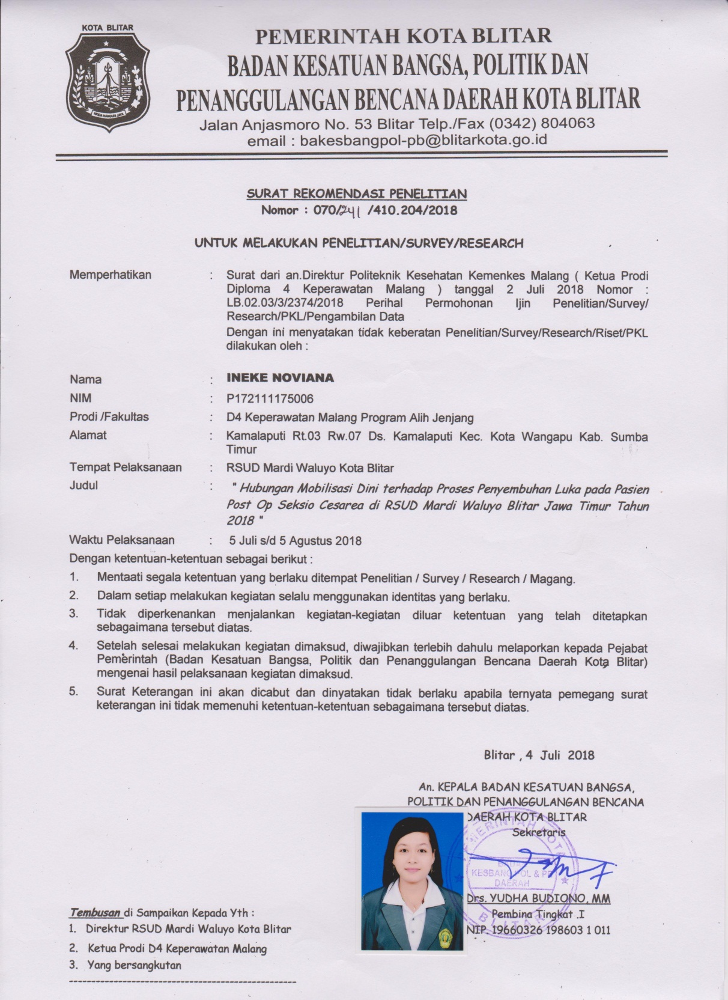 KOTA BLITAR
KRIDA HANGUDI JAYA
PEMERINTAH KOTA BLITAR
BADAN KESATUAN BANGSA, POLITIK DAN
PENANGGULANGAN BENCANA DAERAH KOTA BLITAR
Jalan Anjasmoro No. 53 Blitar Telp./Fax (0342) 804063
email : bakesbangpol-pb@blitarkota.go.id
SURAT REKOMENDASI PENELITIAN
Nomor : 070/241 /410.204/2018
UNTUK MELAKUKAN PENELITIAN/SURVEY/RESEARCH
Memperhatikan : Surat dari an.Direktur Politeknik Kesehatan Kemenkes Malang ( Ketua Prodi
Diploma 4 Keperawatan Malang ) tanggal 2 Juli 2018 Nomor :
LB.02.03/3/2374/2018 Perihal Permohonan Ijin Penelitian/Survey/
Research/PKL/Pengambilan Data
Dengan ini menyatakan tidak keberatan Penelitian/Survey/Research/Riset/PKL
dilakukan oleh :
Nama : INEKE NOVIANA
NIM : P172111175006
Prodi /Fakultas : D4 Keperawatan Malang Program Alih Jenjang
Alamat : Kamalaputi Rt.03 Rw.07 Ds. Kamalaputi Kec. Kota Wangapu Kab. Sumba
Timur
Tempat Pelaksanaan : RSUD Mardi Waluyo Kota Blitar
Judul : " Hubungan Mobilisasi Dini terhadap Proses Penyembuhan Luka pada Pasien
Post Op Seksio Cesarea di RSUD Mardi Waluyo Blitar Jawa Timur Tahun
2018 "
Waktu Pelaksanaan : 5 Juli s/d 5 Agustus 2018
Dengan ketentuan-ketentuan sebagai berikut :
1. Mentaati segala ketentuan yang berlaku ditempat Penelitian / Survey / Research / Magang.
2. Dalam setiap melakukan kegiatan selalu menggunakan identitas yang berlaku.
3. Tidak diperkenankan menjalankan kegiatan-kegiatan diluar ketentuan yang telah ditetapkan
sebagaimana tersebut diatas.
4. Setelah selesai melakukan kegiatan dimaksud, diwajibkan terlebih dahulu melaporkan kepada Pejabat
Pemerintah (Badan Kesatuan Bangsa, Politik dan Penanggulangan Bencana Daerah Kota Blitar)
mengenai hasil pelaksanaan kegiatan dimaksud.
5. Surat Keterangan ini akan dicabut dan dinyatakan tidak berlaku apabila ternyata pemegang surat
keterangan ini tidak memenuhi ketentuan-ketentuan sebagaimana tersebut diatas.
Blitar , 4 Juli 2018
An. KEPALA BADAN KESATUAN BANGSA,
POLITIK DAN PENANGGULANGAN BENCANA
DAERAH KOTA BLITAR
Sekretaris
PEMERINTAH KOTA
KESBANG POL & PB
DAERAH
BLITAR
Drs. YUDHA BUDIONO, MM
Pembina Tingkat .I
NIP. 19660326 198603 1 011
Tembusan di Sampaikan Kepada Yth :
1. Direktur RSUD Mardi Waluyo Kota Blitar
2. Ketua Prodi D4 Keperawatan Malang
3. Yang bersangkutan